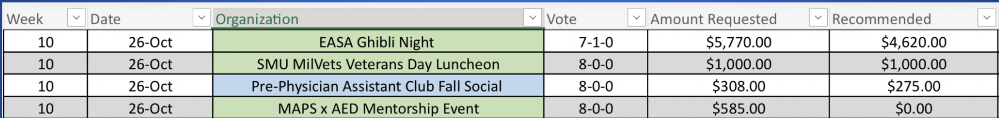 Week Date Organization Vote Amount Requested Recommended
10 26-Oct EASA Ghibli Night 7-1-0 $5,770.00 $4,620.00
10 26-Oct SMU MilVets Veterans Day Luncheon 8-0-0 $1,000.00 $1,000.00
10 26-Oct Pre-Physician Assistant Club Fall Social 8-0-0 $308.00 $275.00
10 26-Oct MAPS x AED Mentorship Event 8-0-0 $585.00 $0.00